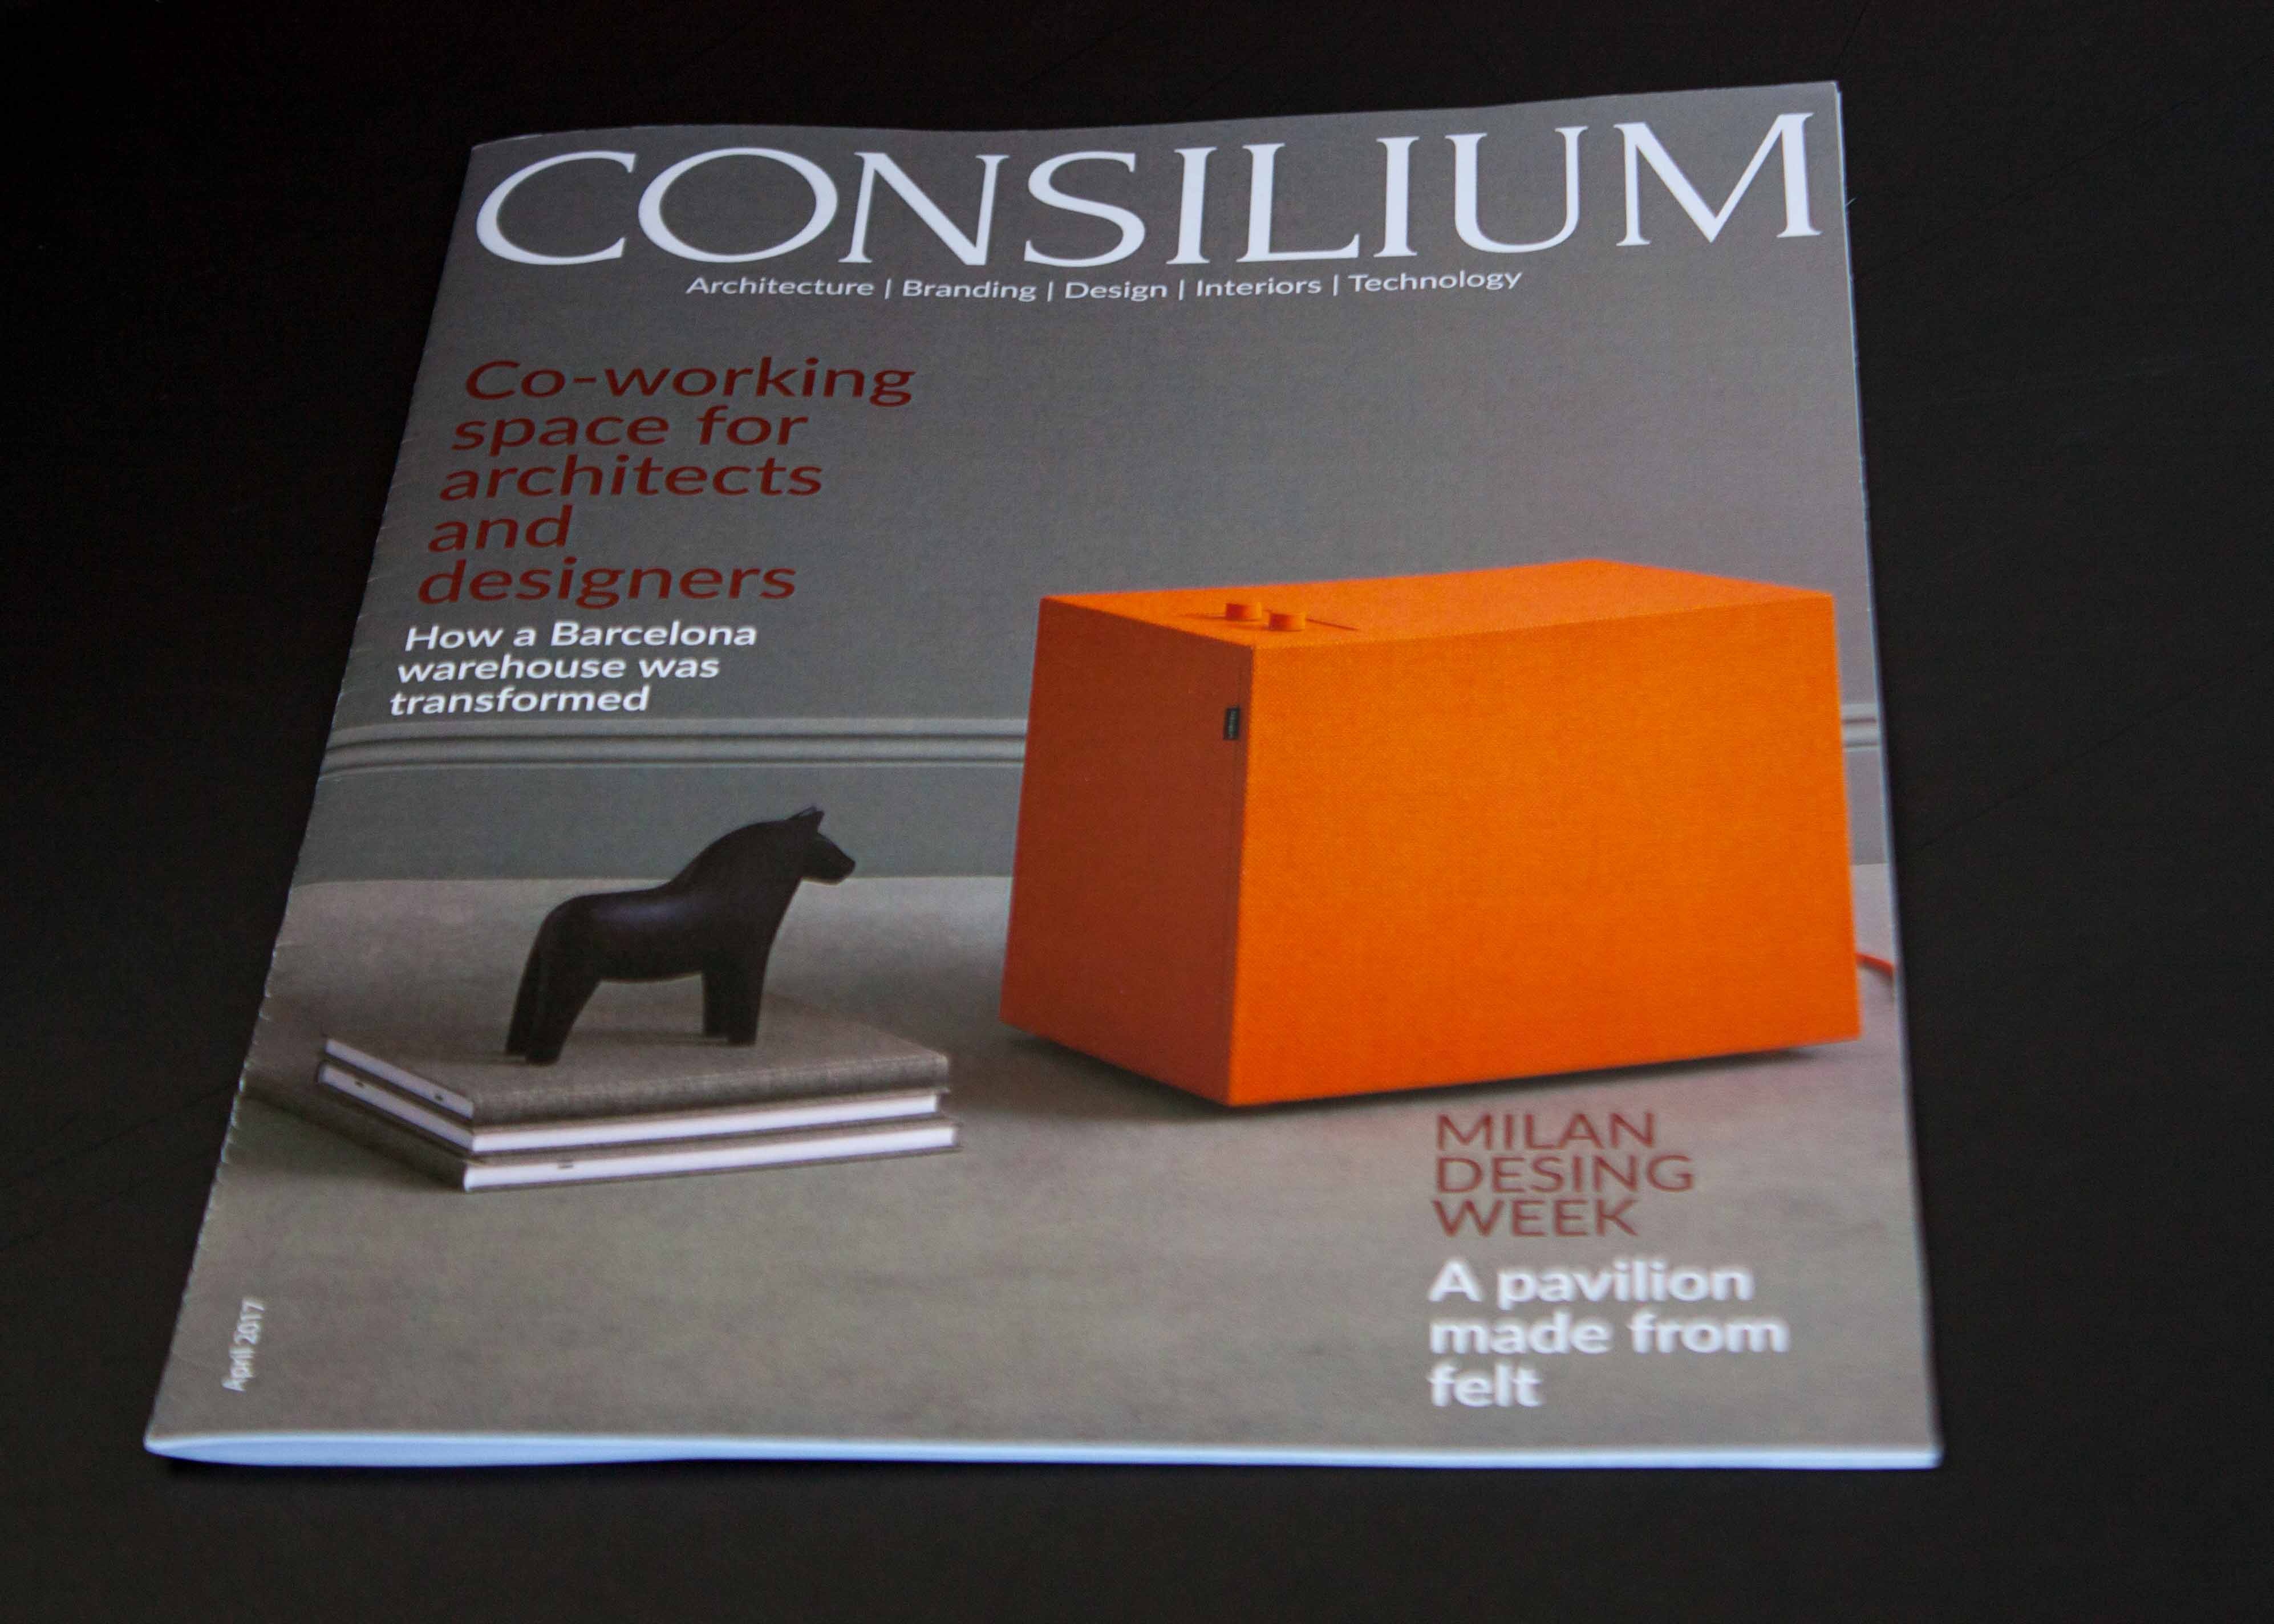 CONSILIUM
Architecture | Branding | Design | Interiors | Technology
Co-working
space for
architects
and
designers
How a Barcelona
warehouse was
transformed
MILAN
DESING
WEEK
A pavilion
made from
felt
April 2017